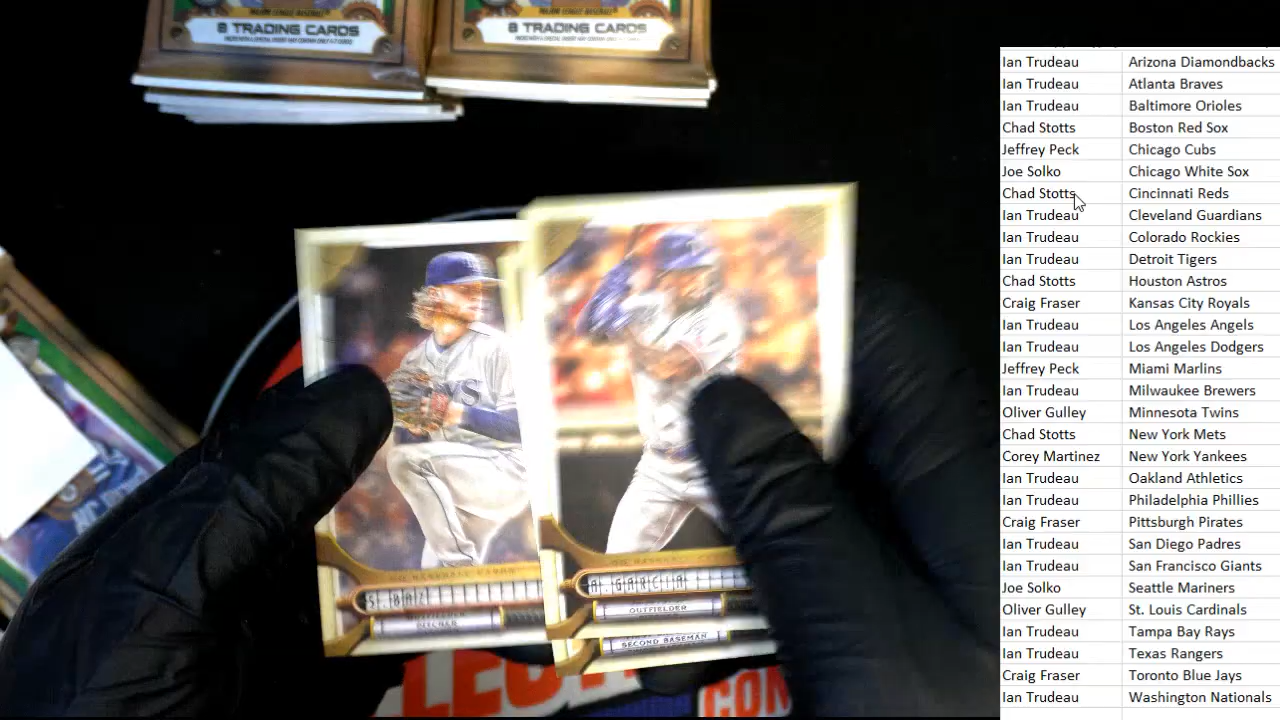 MAJOR LEAGUE BASEBALL
8 TRADING CARDS
8 TRADING CARDS
S. BAZ
PITCHER
A. GARCIA
OUTFIELDER
SECOND BASEMAN
Ian Trudeau Arizona Diamondbacks
Ian Trudeau Atlanta Braves
Ian Trudeau Baltimore Orioles
Chad Stotts Boston Red Sox
Jeffrey Peck Chicago Cubs
Joe Solko Chicago White Sox
Chad Stotts Cincinnati Reds
Ian Trudeau Cleveland Guardians
Ian Trudeau Colorado Rockies
Ian Trudeau Detroit Tigers
Chad Stotts Houston Astros
Craig Fraser Kansas City Royals
Ian Trudeau Los Angeles Angels
Ian Trudeau Los Angeles Dodgers
Jeffrey Peck Miami Marlins
Ian Trudeau Milwaukee Brewers
Oliver Gulley Minnesota Twins
Chad Stotts New York Mets
Corey Martinez New York Yankees
Ian Trudeau Oakland Athletics
Ian Trudeau Philadelphia Phillies
Craig Fraser Pittsburgh Pirates
Ian Trudeau San Diego Padres
Ian Trudeau San Francisco Giants
Joe Solko Seattle Mariners
Oliver Gulley St. Louis Cardinals
Ian Trudeau Tampa Bay Rays
Ian Trudeau Texas Rangers
Craig Fraser Toronto Blue Jays
Ian Trudeau Washington Nationals